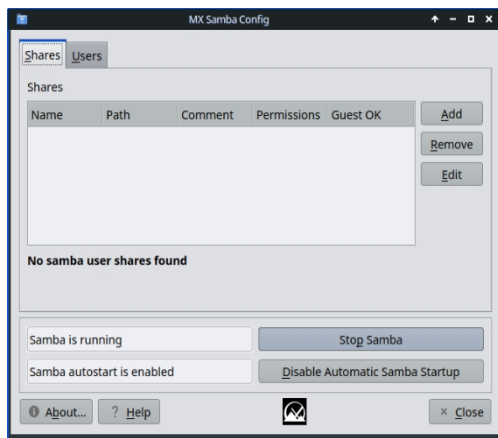 MX Samba Config
Shares Users
Shares
Name Path Comment Permissions Guest OK
Add
Remove
Edit
No samba user shares found
Samba is running Stop Samba
Samba autostart is enabled Disable Automatic Samba Startup
About... ? Help × Close